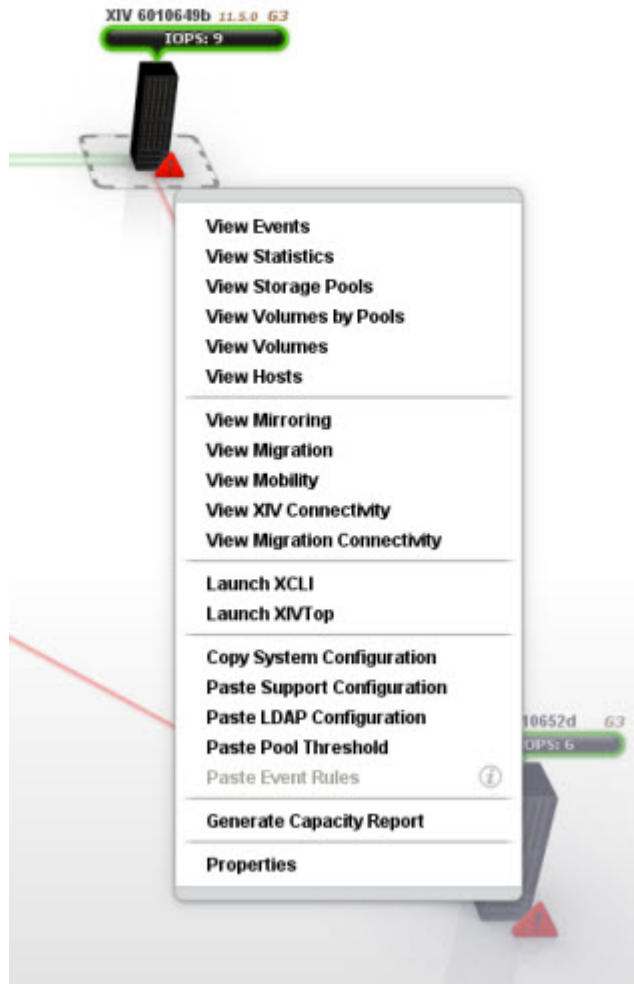 XIV 6010649b 11.5.0 G3
IOPS: 9
View Events
View Statistics
View Storage Pools
View Volumes by Pools
View Volumes
View Hosts
View Mirroring
View Migration
View Mobility
View XIV Connectivity
View Migration Connectivity
Launch XCLI
Launch XIVTop
Copy System Configuration
Paste Support Configuration
Paste LDAP Configuration
10652d G3
Paste Pool Threshold
OPS: 6
Paste Event Rules
Generate Capacity Report
Properties